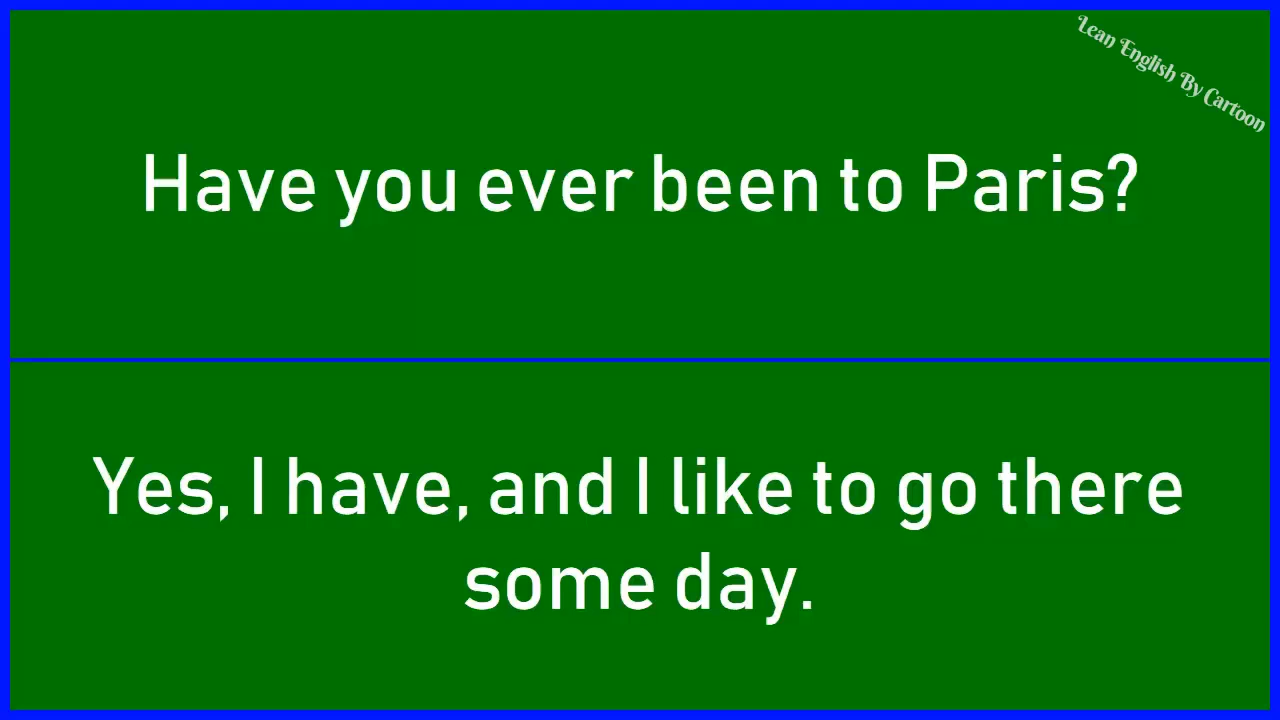 Lean English By Cartoon
Have you ever been to Paris?
Yes, I have, and I like to go there
some day.